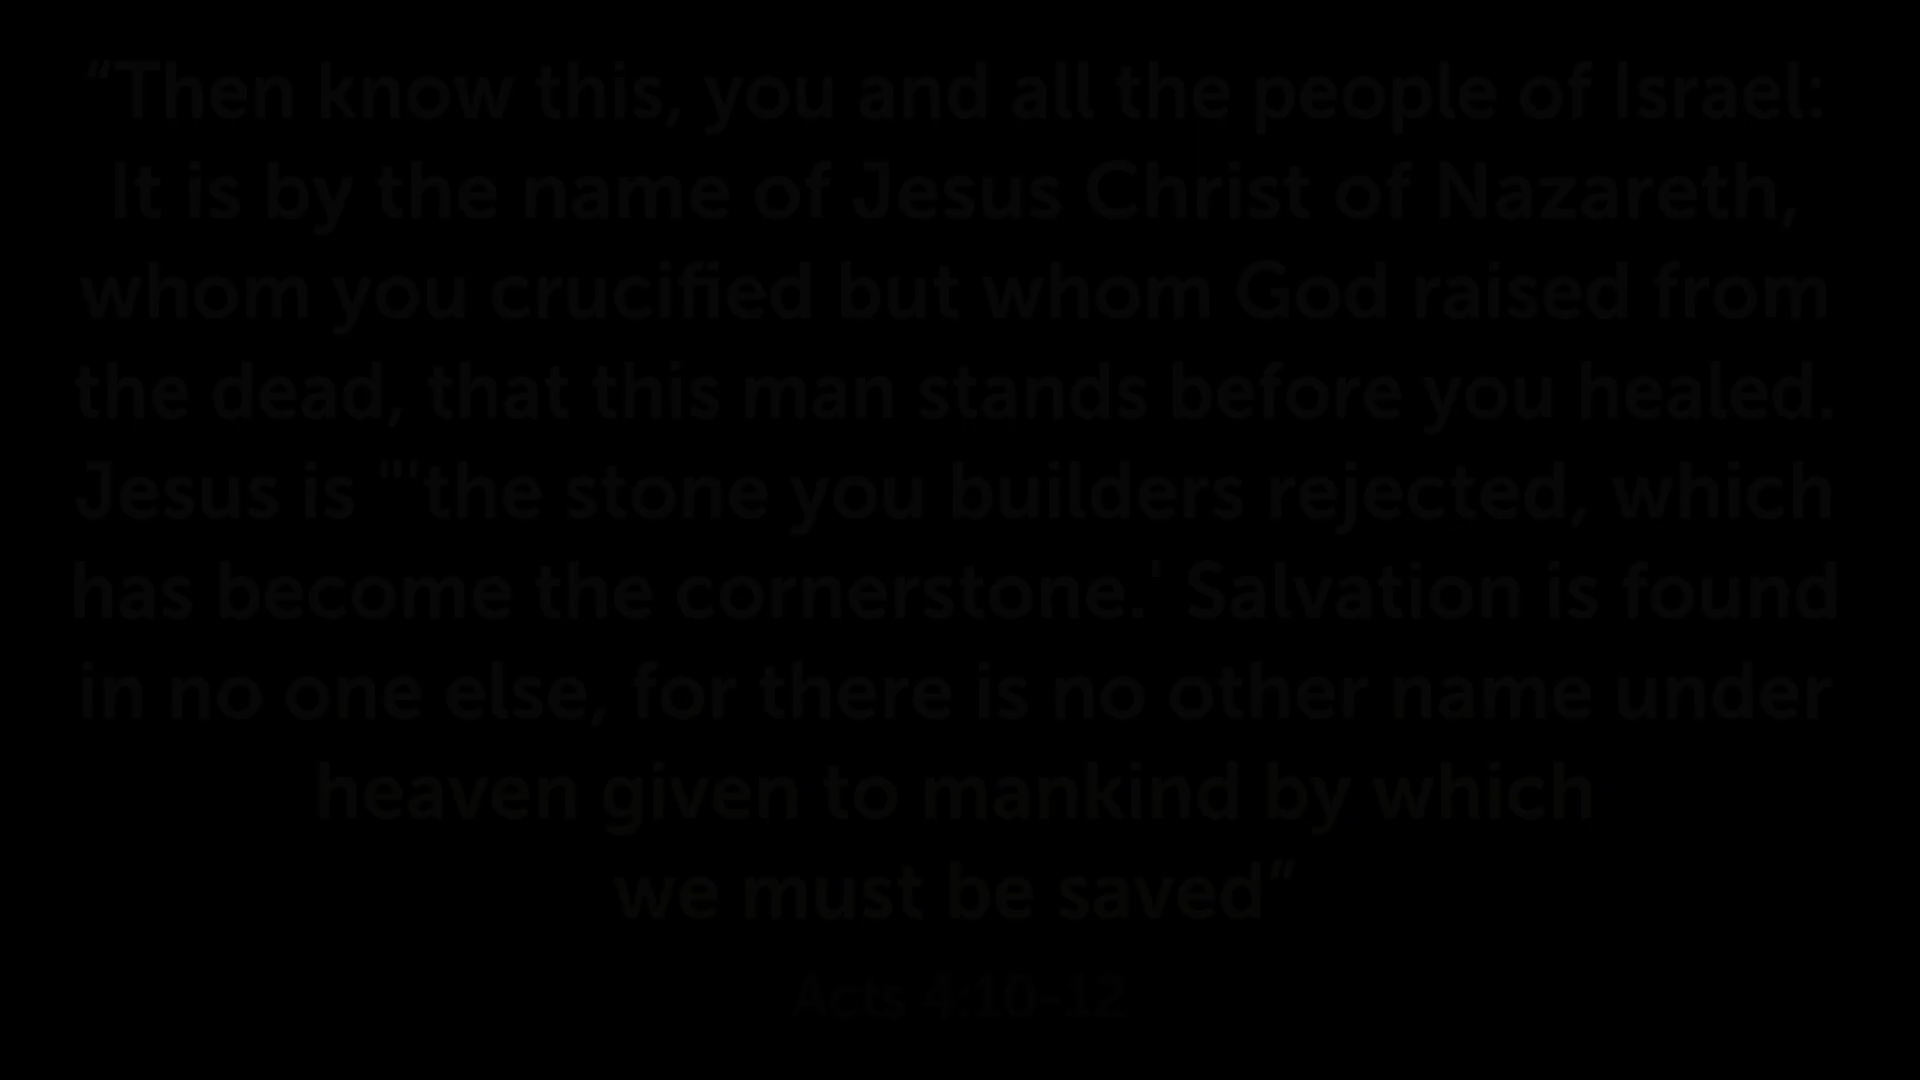 “Then know this, you and all the people of Israel:
It is by the name of Jesus Christ of Nazareth,
whom you crucified but whom God raised from
the dead, that this man stands before you healed.
Jesus is "'the stone you builders rejected, which
has become the cornerstone.' Salvation is found
in no one else, for there is no other name under
heaven given to mankind by which
we must be saved”
Acts 4:10-12